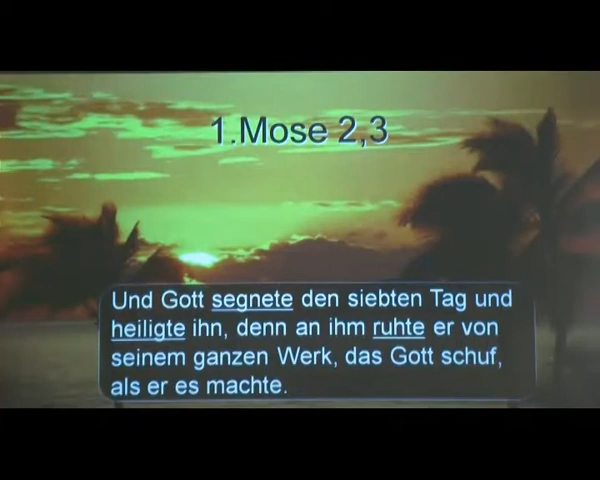 1.Mose 2,3
Und Gott segnete den siebten Tag und
heiligte ihn, denn an ihm ruhte er von
seinem ganzen Werk, das Gott schuf,
als er es machte.